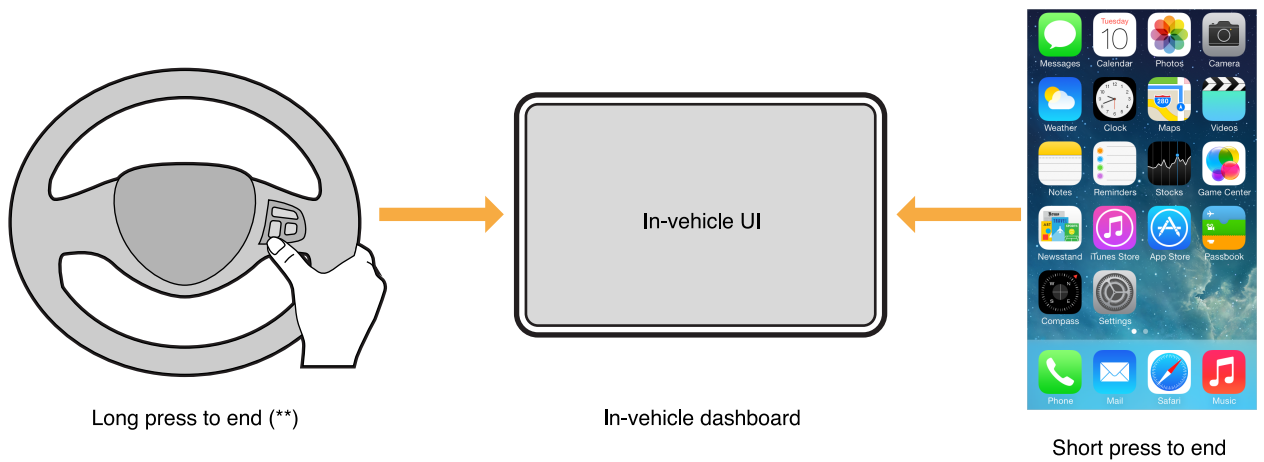 Tuesday
10
Messages Calendar Photos Camera
280
Weather Clock Maps Videos
Notes Reminders Stocks Game Center
Newsstand iTunes Store App Store Passbook
Compass Settings
Phone Mail Safari Music
In-vehicle UI
Long press to end (**)
In-vehicle dashboard
Short press to end